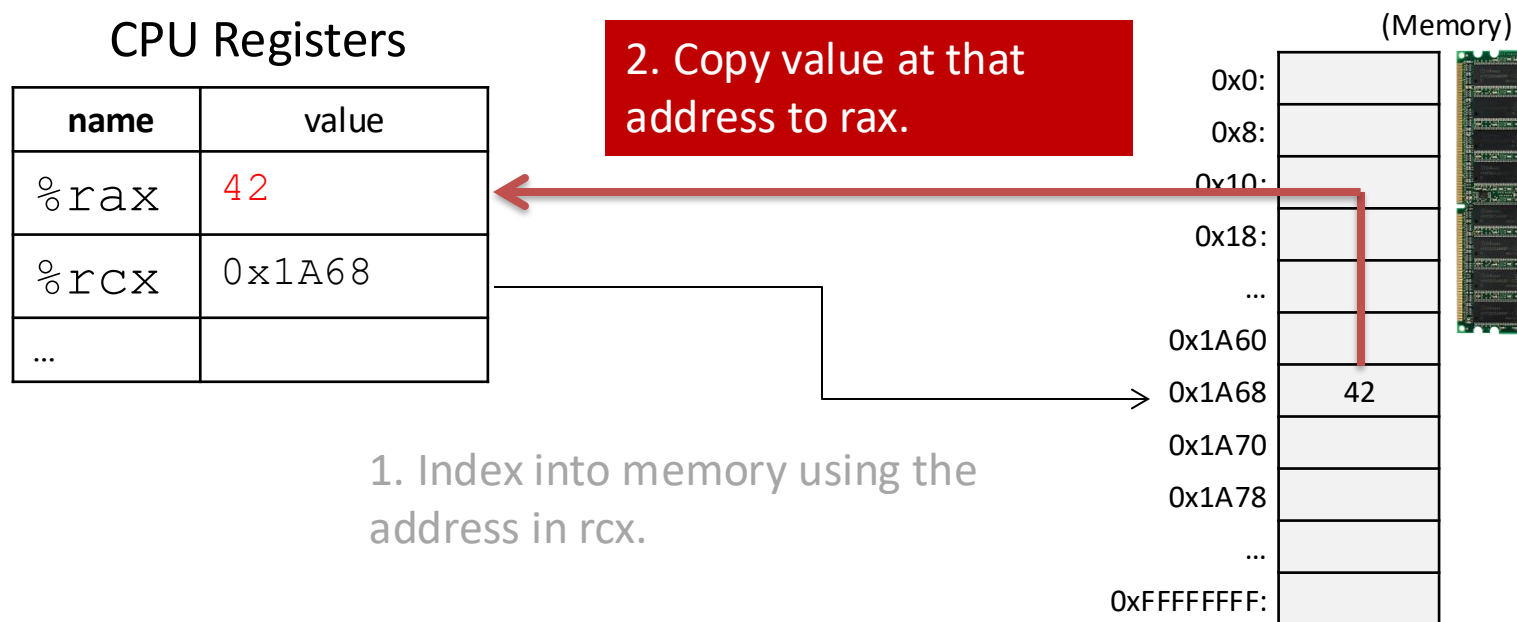 CPU Registers
name value
%rax 42
%rcx 0x1A68
…
2. Copy value at that
address to rax.
1. Index into memory using the
address in rcx.
(Memory)
0x0:
0x8:
0x10:
0x18:
…
0x1A60
0x1A68 42
0x1A70
0x1A78
…
0xFFFFFFFF: